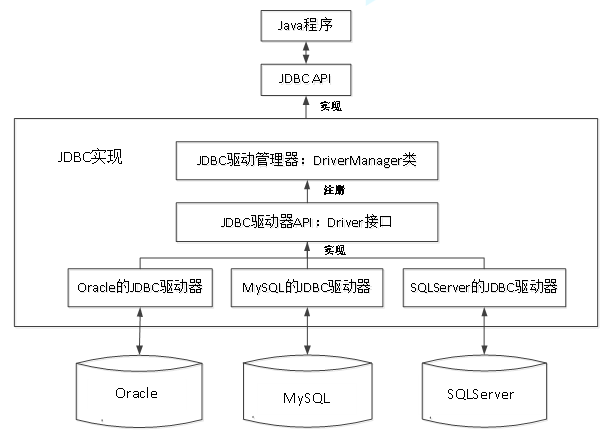 Java程序
JDBC API
实现
JDBC实现
JDBC驱动管理器：DriverManager类
注册
JDBC驱动器API：Driver接口
实现
Oracle的JDBC驱动器
MySQL的JDBC驱动器
SQLServer的JDBC驱动器
Oracle
MySQL
SQLServer